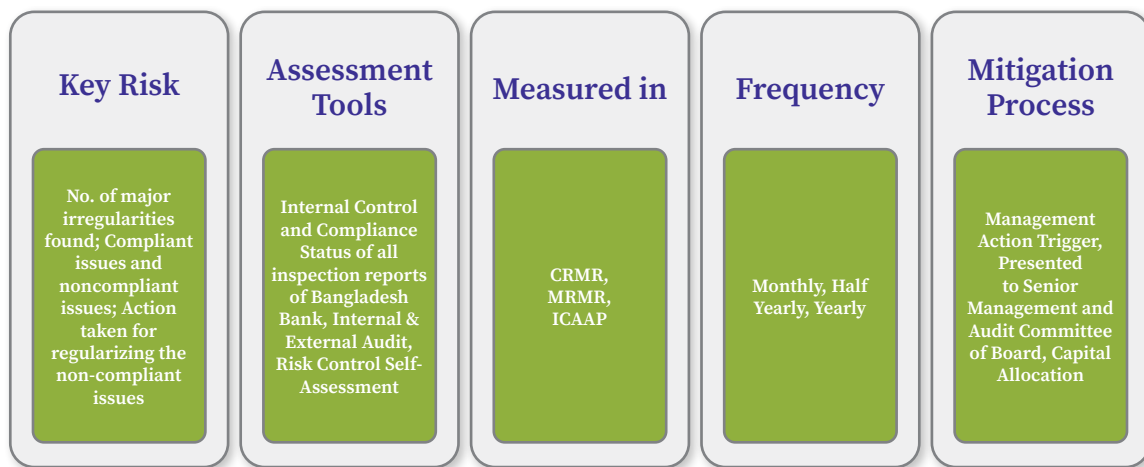 Key Risk
No. of major
irregularities
found; Compliant
issues and
noncompliant
issues; Action
taken for
regularizing the
non-compliant
issues
Assessment
Tools
Internal Control
and Compliance
Status of all
inspection reports
of Bangladesh
Bank, Internal &
External Audit,
Risk Control Self-
Assessment
Measured in
CRMR,
MRMR,
ICAAP
Frequency
Monthly, Half
Yearly, Yearly
Mitigation
Process
Management
Action Trigger,
Presented
to Senior
Management and
Audit Committee
of Board, Capital
Allocation